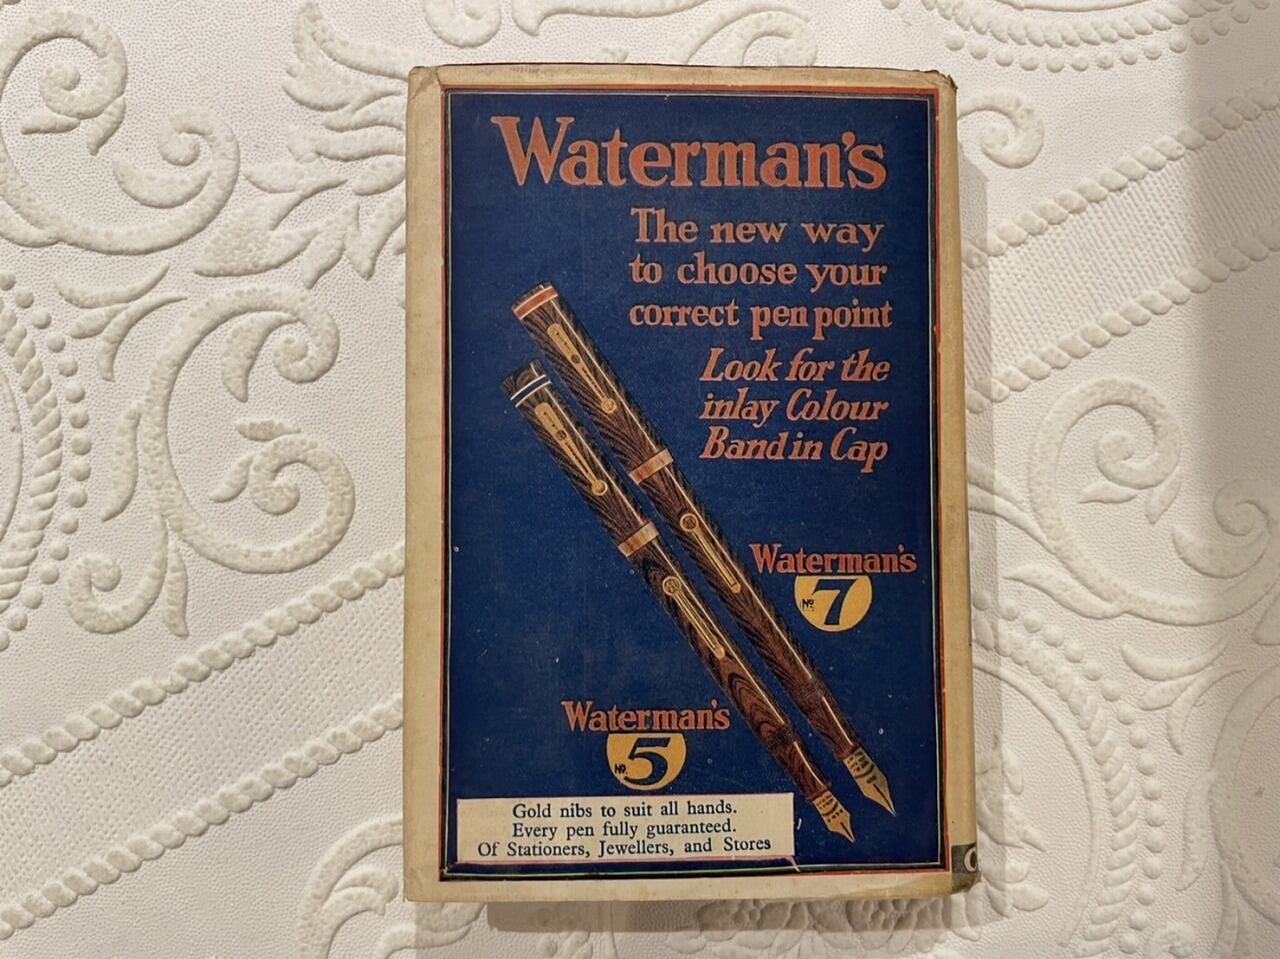 Waterman's
The new way
to choose your
correct pen point
Look for the
inlay Colour
Band in Cap
Waterman's
No. 7
Waterman's
No. 5
Gold nibs to suit all hands.
Every pen fully guaranteed.
Of Stationers, Jewellers, and Stores